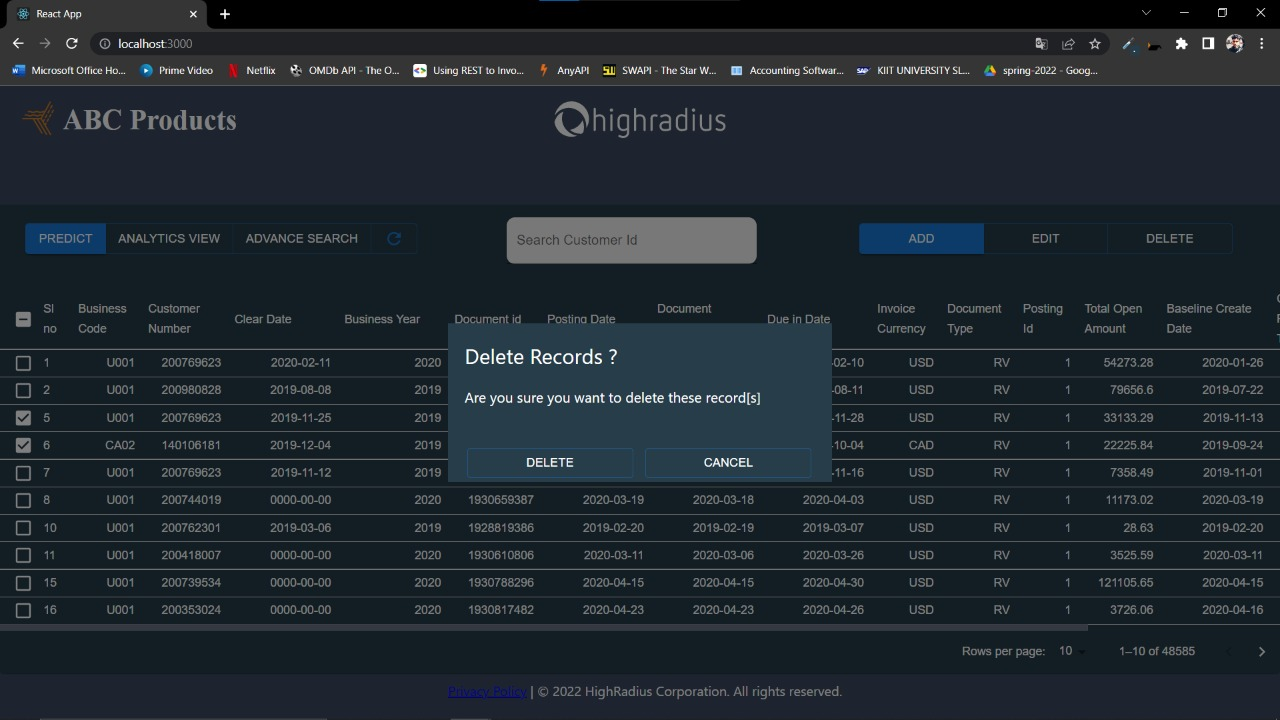 React App
localhost:3000
Microsoft Office Ho... Prime Video Netflix OMDb API - The O... Using REST to Invo... AnyAPI SWAPI - The Star W... Accounting Softwar... KIIT UNIVERSITY SL... spring-2022 - Goog...
ABC Products highradius
PREDICT ANALYTICS VIEW ADVANCE SEARCH Search Customer Id ADD EDIT DELETE
Sl no Business Code Customer Number Clear Date Business Year Document id Posting Date Document Due in Date Invoice Currency Document Type Posting Id Total Open Amount Baseline Create Date
1 U001 200769623 2020-02-11 2020 -02-10 USD RV 1 54273.28 2020-01-26
2 U001 200980828 2019-08-08 2019 -08-11 USD RV 1 79656.6 2019-07-22
5 U001 200769623 2019-11-25 2019 -11-28 USD RV 1 33133.29 2019-11-13
6 CA02 140106181 2019-12-04 2019 -10-04 CAD RV 1 22225.84 2019-09-24
7 U001 200769623 2019-11-12 2019 -11-16 USD RV 1 7358.49 2019-11-01
Delete Records ?
Are you sure you want to delete these record[s]
DELETE CANCEL
8 U001 200744019 0000-00-00 2020 1930659387 2020-03-19 2020-03-18 2020-04-03 USD RV 1 11173.02 2020-03-19
10 U001 200762301 2019-03-06 2019 1928819386 2019-02-20 2019-02-19 2019-03-07 USD RV 1 28.63 2019-02-20
11 U001 200418007 0000-00-00 2020 1930610806 2020-03-11 2020-03-06 2020-03-26 USD RV 1 3525.59 2020-03-11
15 U001 200739534 0000-00-00 2020 1930788296 2020-04-15 2020-04-15 2020-04-30 USD RV 1 121105.65 2020-04-15
16 U001 200353024 0000-00-00 2020 1930817482 2020-04-23 2020-04-23 2020-04-26 USD RV 1 3726.06 2020-04-16
Rows per page: 10 1–10 of 48585
Privacy Policy | © 2022 HighRadius Corporation. All rights reserved.